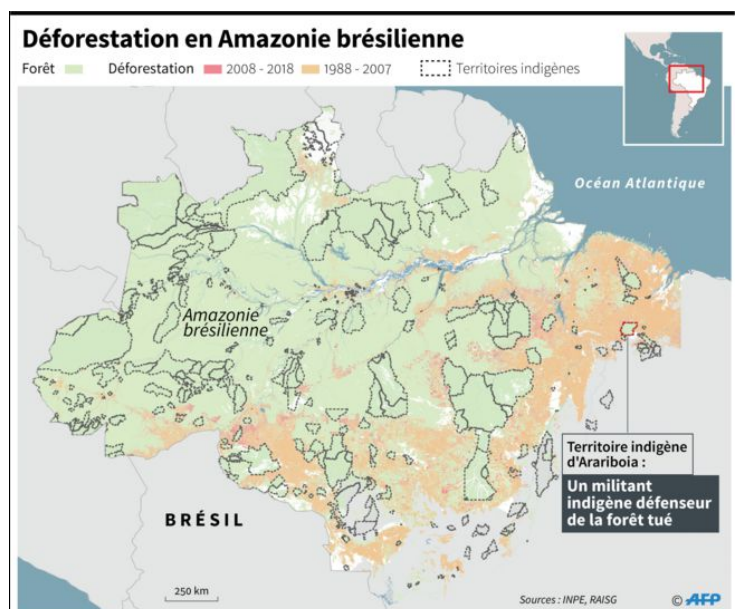 Déforestation en Amazonie brésilienne
Forêt Déforestation 2008 - 2018 1988 - 2007 Territoires indigènes
Océan Atlantique
Amazonie
brésilienne
Territoire indigène
d'Arariboia :
Un militant
indigène défenseur
de la forêt tué
BRÉSIL
250 km
Sources : INPE, RAISG
© AFP